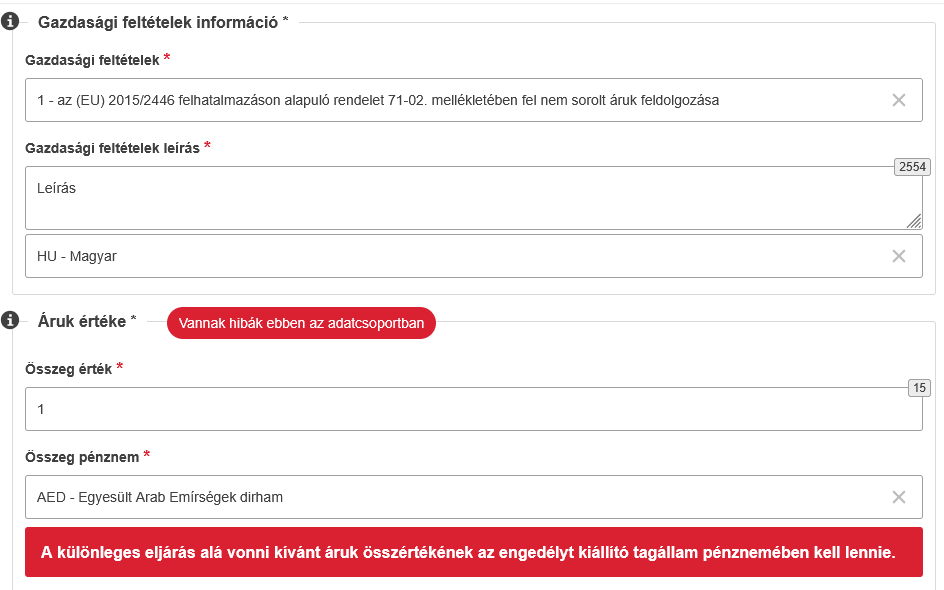 Gazdasági feltételek információ *
Gazdasági feltételek *
1 - az (EU) 2015/2446 felhatalmazáson alapuló rendelet 71-02. mellékletében fel nem sorolt áruk feldolgozása
Gazdasági feltételek leírás *
2554
Leírás
HU - Magyar
Áruk értéke *
Vannak hibák ebben az adatcsoportban
Összeg érték *
15
1
Összeg pénznem *
AED - Egyesült Arab Emírségek dirham
A különleges eljárás alá vonni kívánt áruk összértékének az engedélyt kiállító tagállam pénznemében kell lennie.